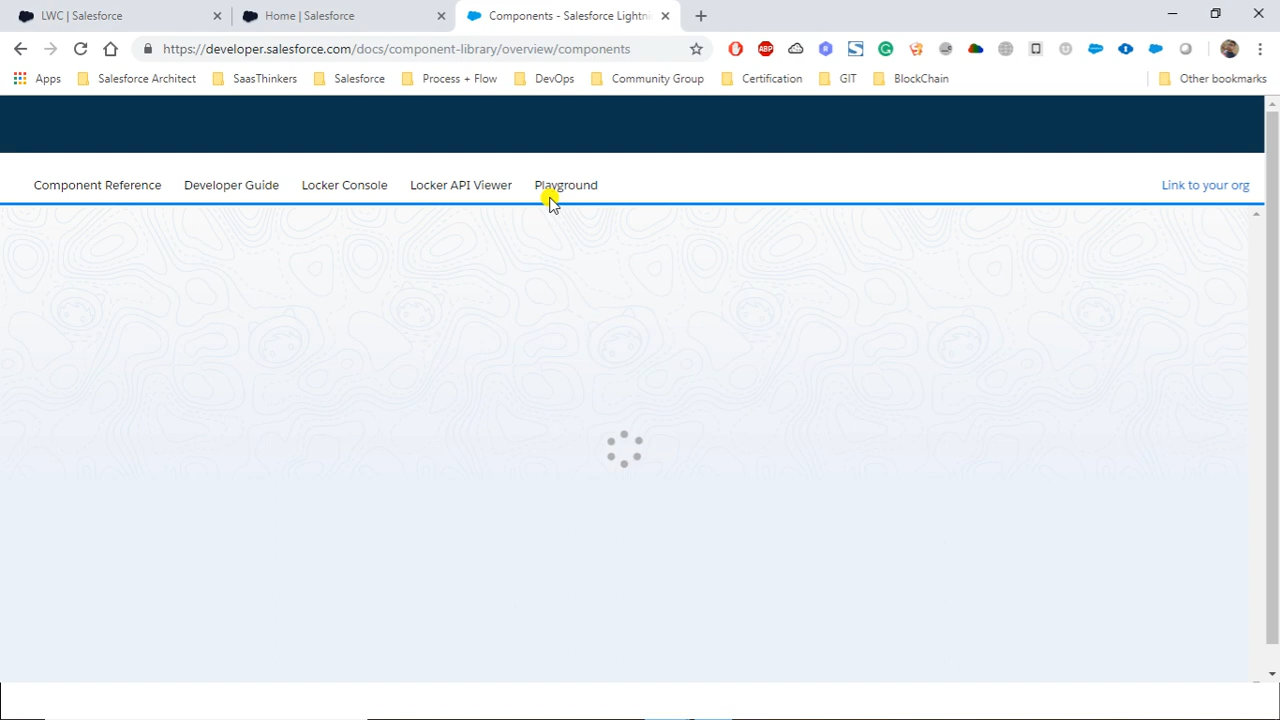 LWC | Salesforce
Home | Salesforce
Components - Salesforce Lightni
https://developer.salesforce.com/docs/component-library/overview/components
ABP
Apps
Salesforce Architect
SaasThinkers
Salesforce
Process + Flow
DevOps
Community Group
Certification
GIT
BlockChain
Other bookmarks
Component Reference
Developer Guide
Locker Console
Locker API Viewer
Playground
Link to your org